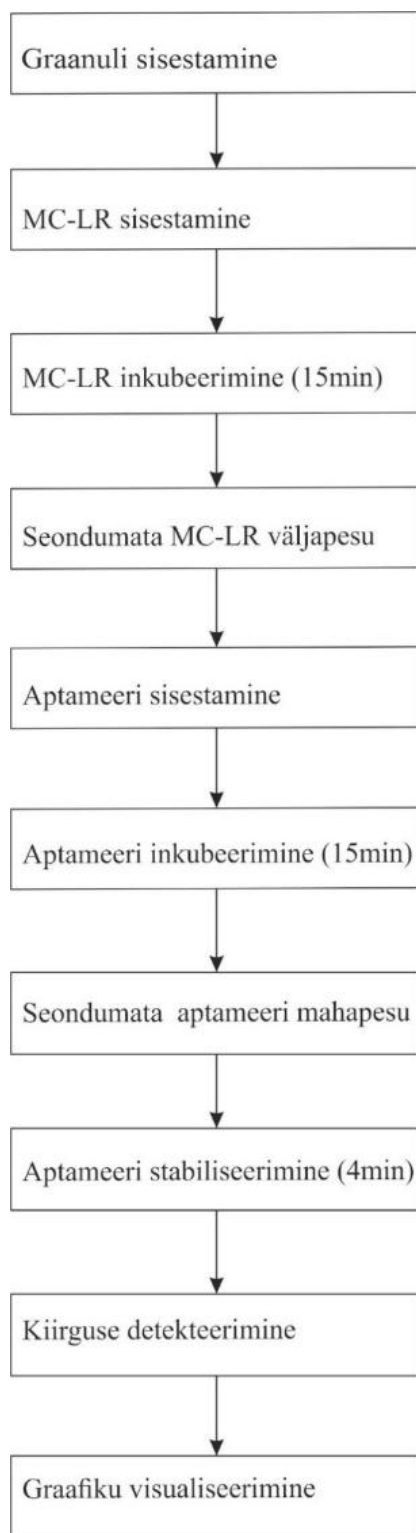 Graanuli sisestamine
MC-LR sisestamine
MC-LR inkubeerimine (15min)
Seondumata MC-LR väljapesu
Aptameeri sisestamine
Aptameeri inkubeerimine (15min)
Seondumata aptameeri mahapesu
Aptameeri stabiliseerimine (4min)
Kiirguse detekteerimine
Graafiku visualiseerimine